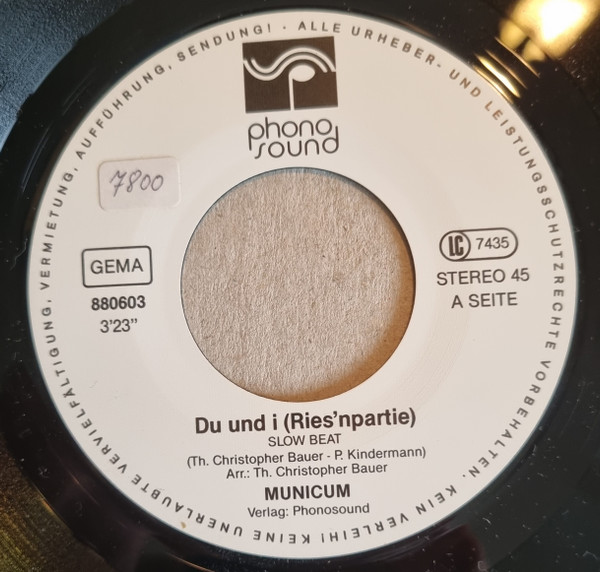 ALLE URHEBER- UND LEISTUNGSSCHUTZRECHTE VORBEHALTEN. KEIN VERLEIH! KEINE UNERLAUBTE VERVIELFÄLTIGUNG, VERMIETUNG, AUFFÜHRUNG, SENDUNG! ·
phono
sound
7800
GEMA
880603
3'23"
LC 7435
STEREO 45
A SEITE
Du und i (Ries'npartie)
SLOW BEAT
(Th. Christopher Bauer - P. Kindermann)
Arr.: Th. Christopher Bauer
MUNICUM
Verlag: Phonosound